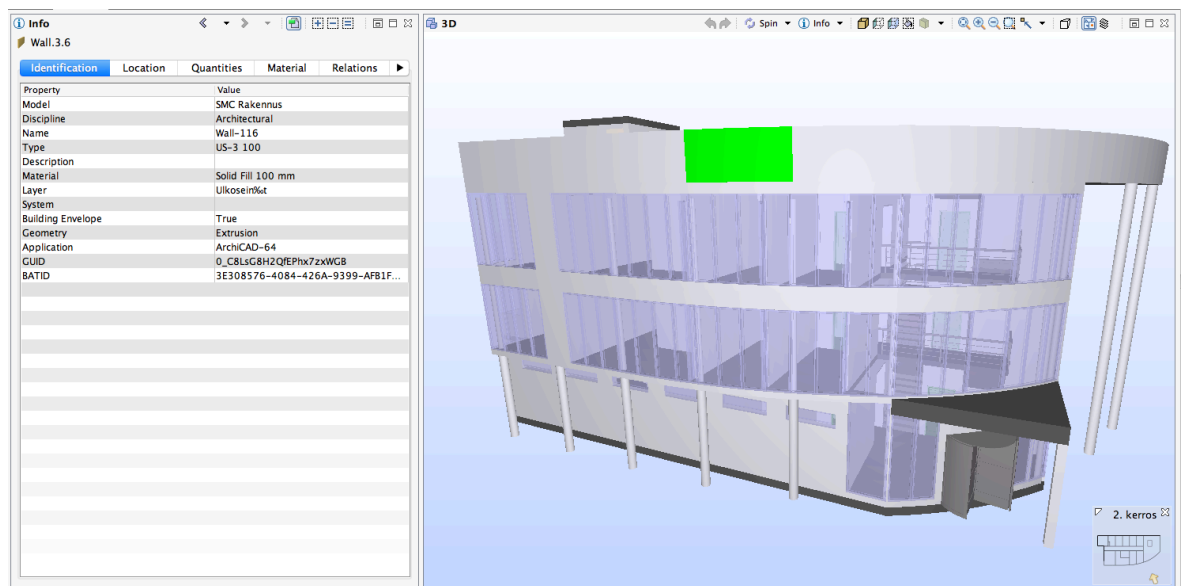 Info
Wall.3.6
Identification Location Quantities Material Relations
Property Value
Model SMC Rakennus
Discipline Architectural
Name Wall-116
Type US-3 100
Description
Material Solid Fill 100 mm
Layer Ulkosein‰t
System
Building Envelope True
Geometry Extrusion
Application ArchiCAD-64
GUID 0_C8LsG8H2QfEPhx7zxWGB
BATID 3E308576-4084-426A-9399-AFB1F...
3D Spin Info
2. kerros